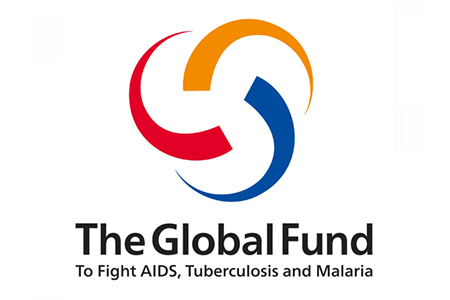 The Global Fund
To Fight AIDS, Tuberculosis and Malaria